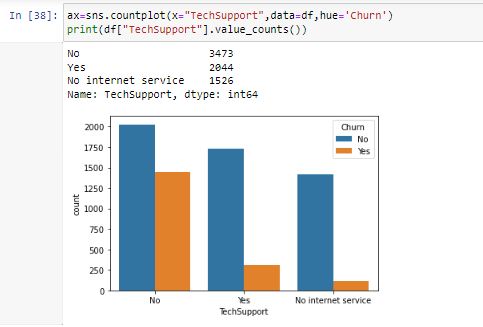 In [38]:
ax=sns.countplot(x="TechSupport",data=df,hue='Churn')
print(df["TechSupport"].value_counts())
No 3473
Yes 2044
No internet service 1526
Name: TechSupport, dtype: int64
Churn
No
Yes
2000
1750
1500
1250
1000
750
500
250
0
count
No Yes No internet service
TechSupport